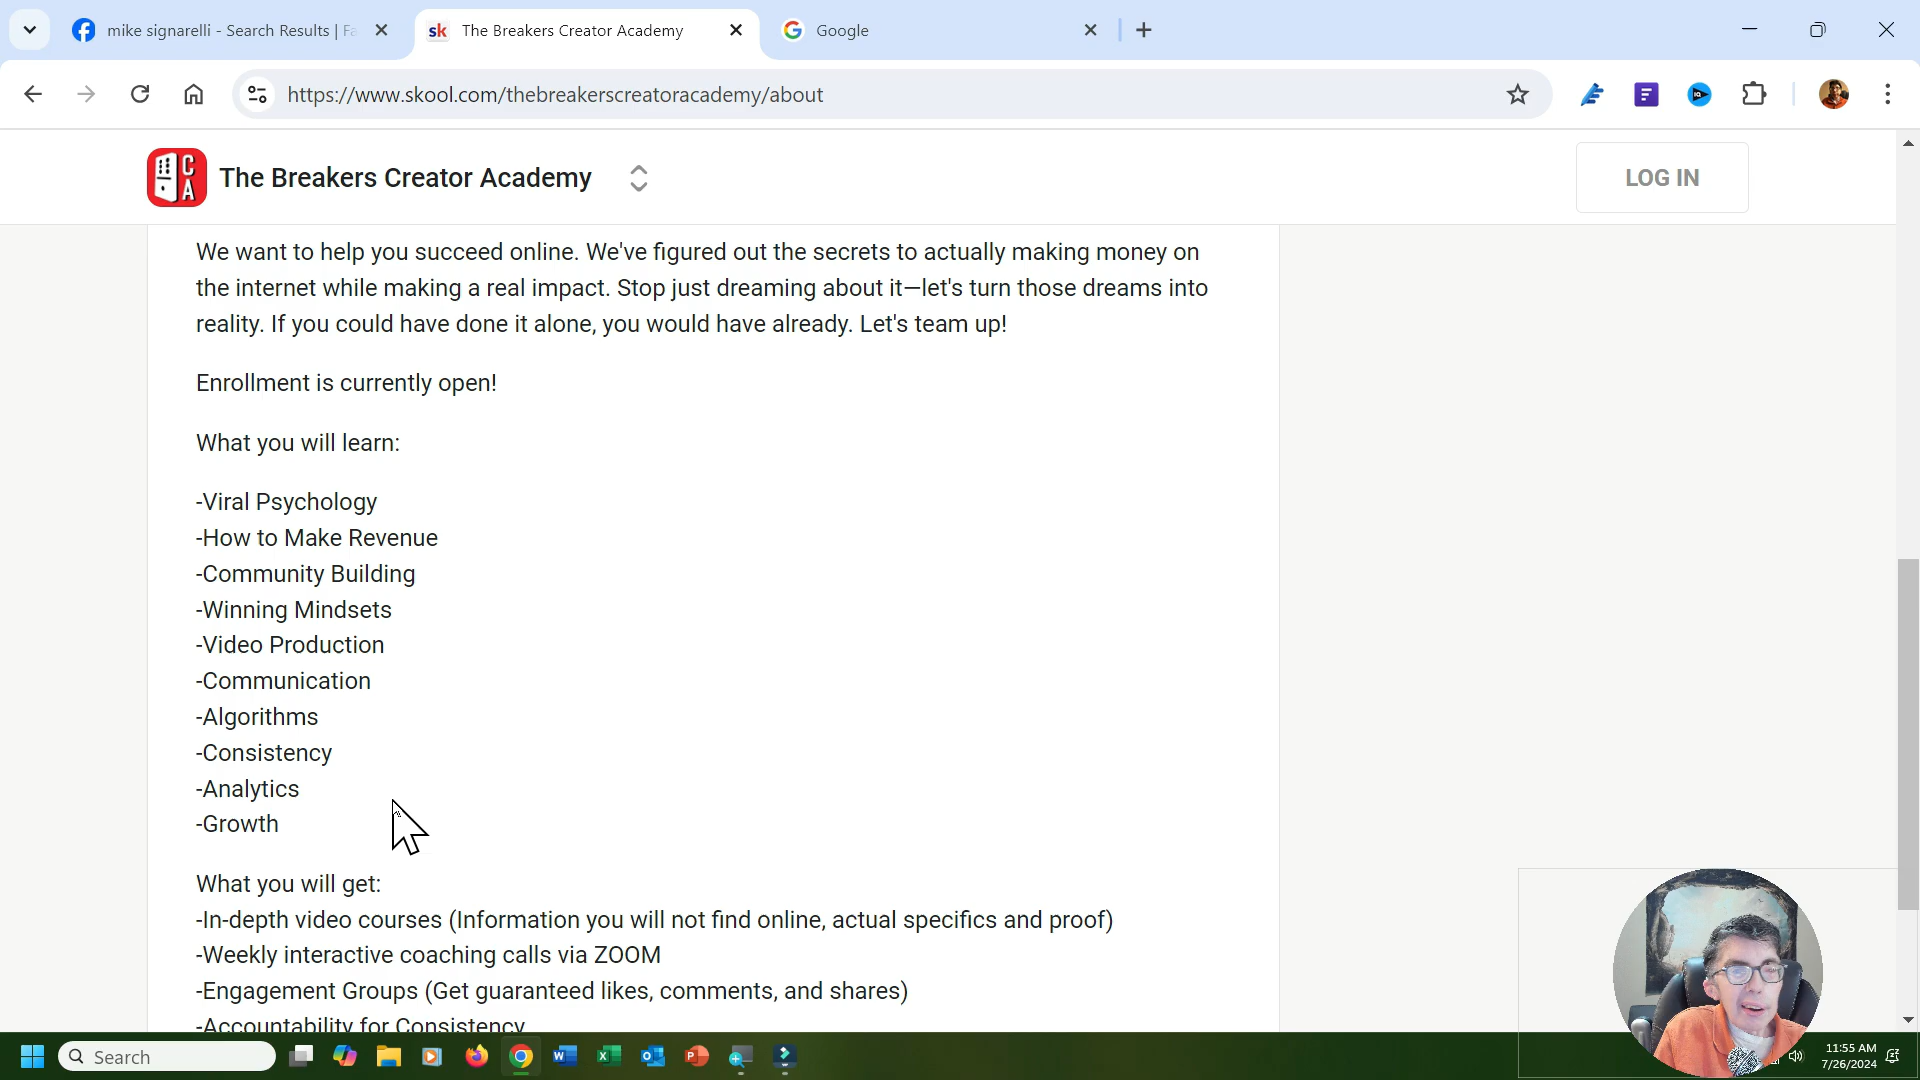 mike signarelli - Search Results | Fa
sk The Breakers Creator Academy
Google
https://www.skool.com/thebreakerscreatoracademy/about
CA
The Breakers Creator Academy
LOG IN
We want to help you succeed online. We've figured out the secrets to actually making money on
the internet while making a real impact. Stop just dreaming about it—let's turn those dreams into
reality. If you could have done it alone, you would have already. Let's team up!
Enrollment is currently open!
What you will learn:
-Viral Psychology
-How to Make Revenue
-Community Building
-Winning Mindsets
-Video Production
-Communication
-Algorithms
-Consistency
-Analytics
-Growth
What you will get:
-In-depth video courses (Information you will not find online, actual specifics and proof)
-Weekly interactive coaching calls via ZOOM
-Engagement Groups (Get guaranteed likes, comments, and shares)
-Accountability for Consistency
Search
11:55 AM
7/26/2024